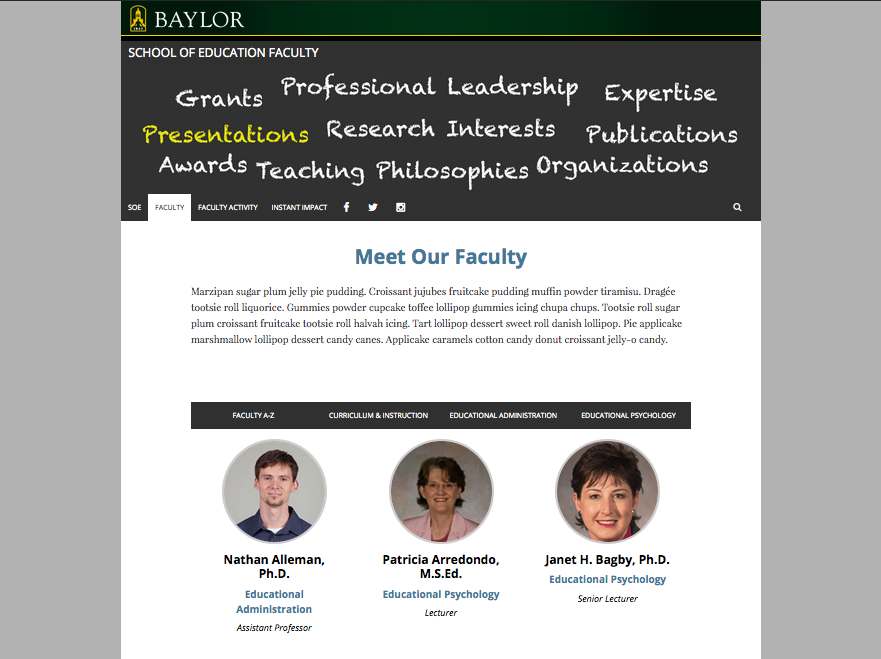 BAYLOR
SCHOOL OF EDUCATION FACULTY
Grants Professional Leadership Expertise
Presentations Research Interests Publications
Awards Teaching Philosophies Organizations
SOE FACULTY FACULTY ACTIVITY INSTANT IMPACT
Meet Our Faculty
Marzipan sugar plum jelly pie pudding. Croissant jujubes fruitcake pudding muffin powder tiramisu. Dragée
tootsie roll liquorice. Gummies powder cupcake toffee lollipop gummies icing chupa chups. Tootsie roll sugar
plum croissant fruitcake tootsie roll halvah icing. Tart lollipop dessert sweet roll danish lollipop. Pie applicake
marshmallow lollipop dessert candy canes. Applicake caramels cotton candy donut croissant jelly-o candy.
FACULTY A-Z CURRICULUM & INSTRUCTION EDUCATIONAL ADMINISTRATION EDUCATIONAL PSYCHOLOGY
Nathan Alleman,
Ph.D.
Educational
Administration
Assistant Professor
Patricia Arredondo,
M.S.Ed.
Educational Psychology
Lecturer
Janet H. Bagby, Ph.D.
Educational Psychology
Senior Lecturer